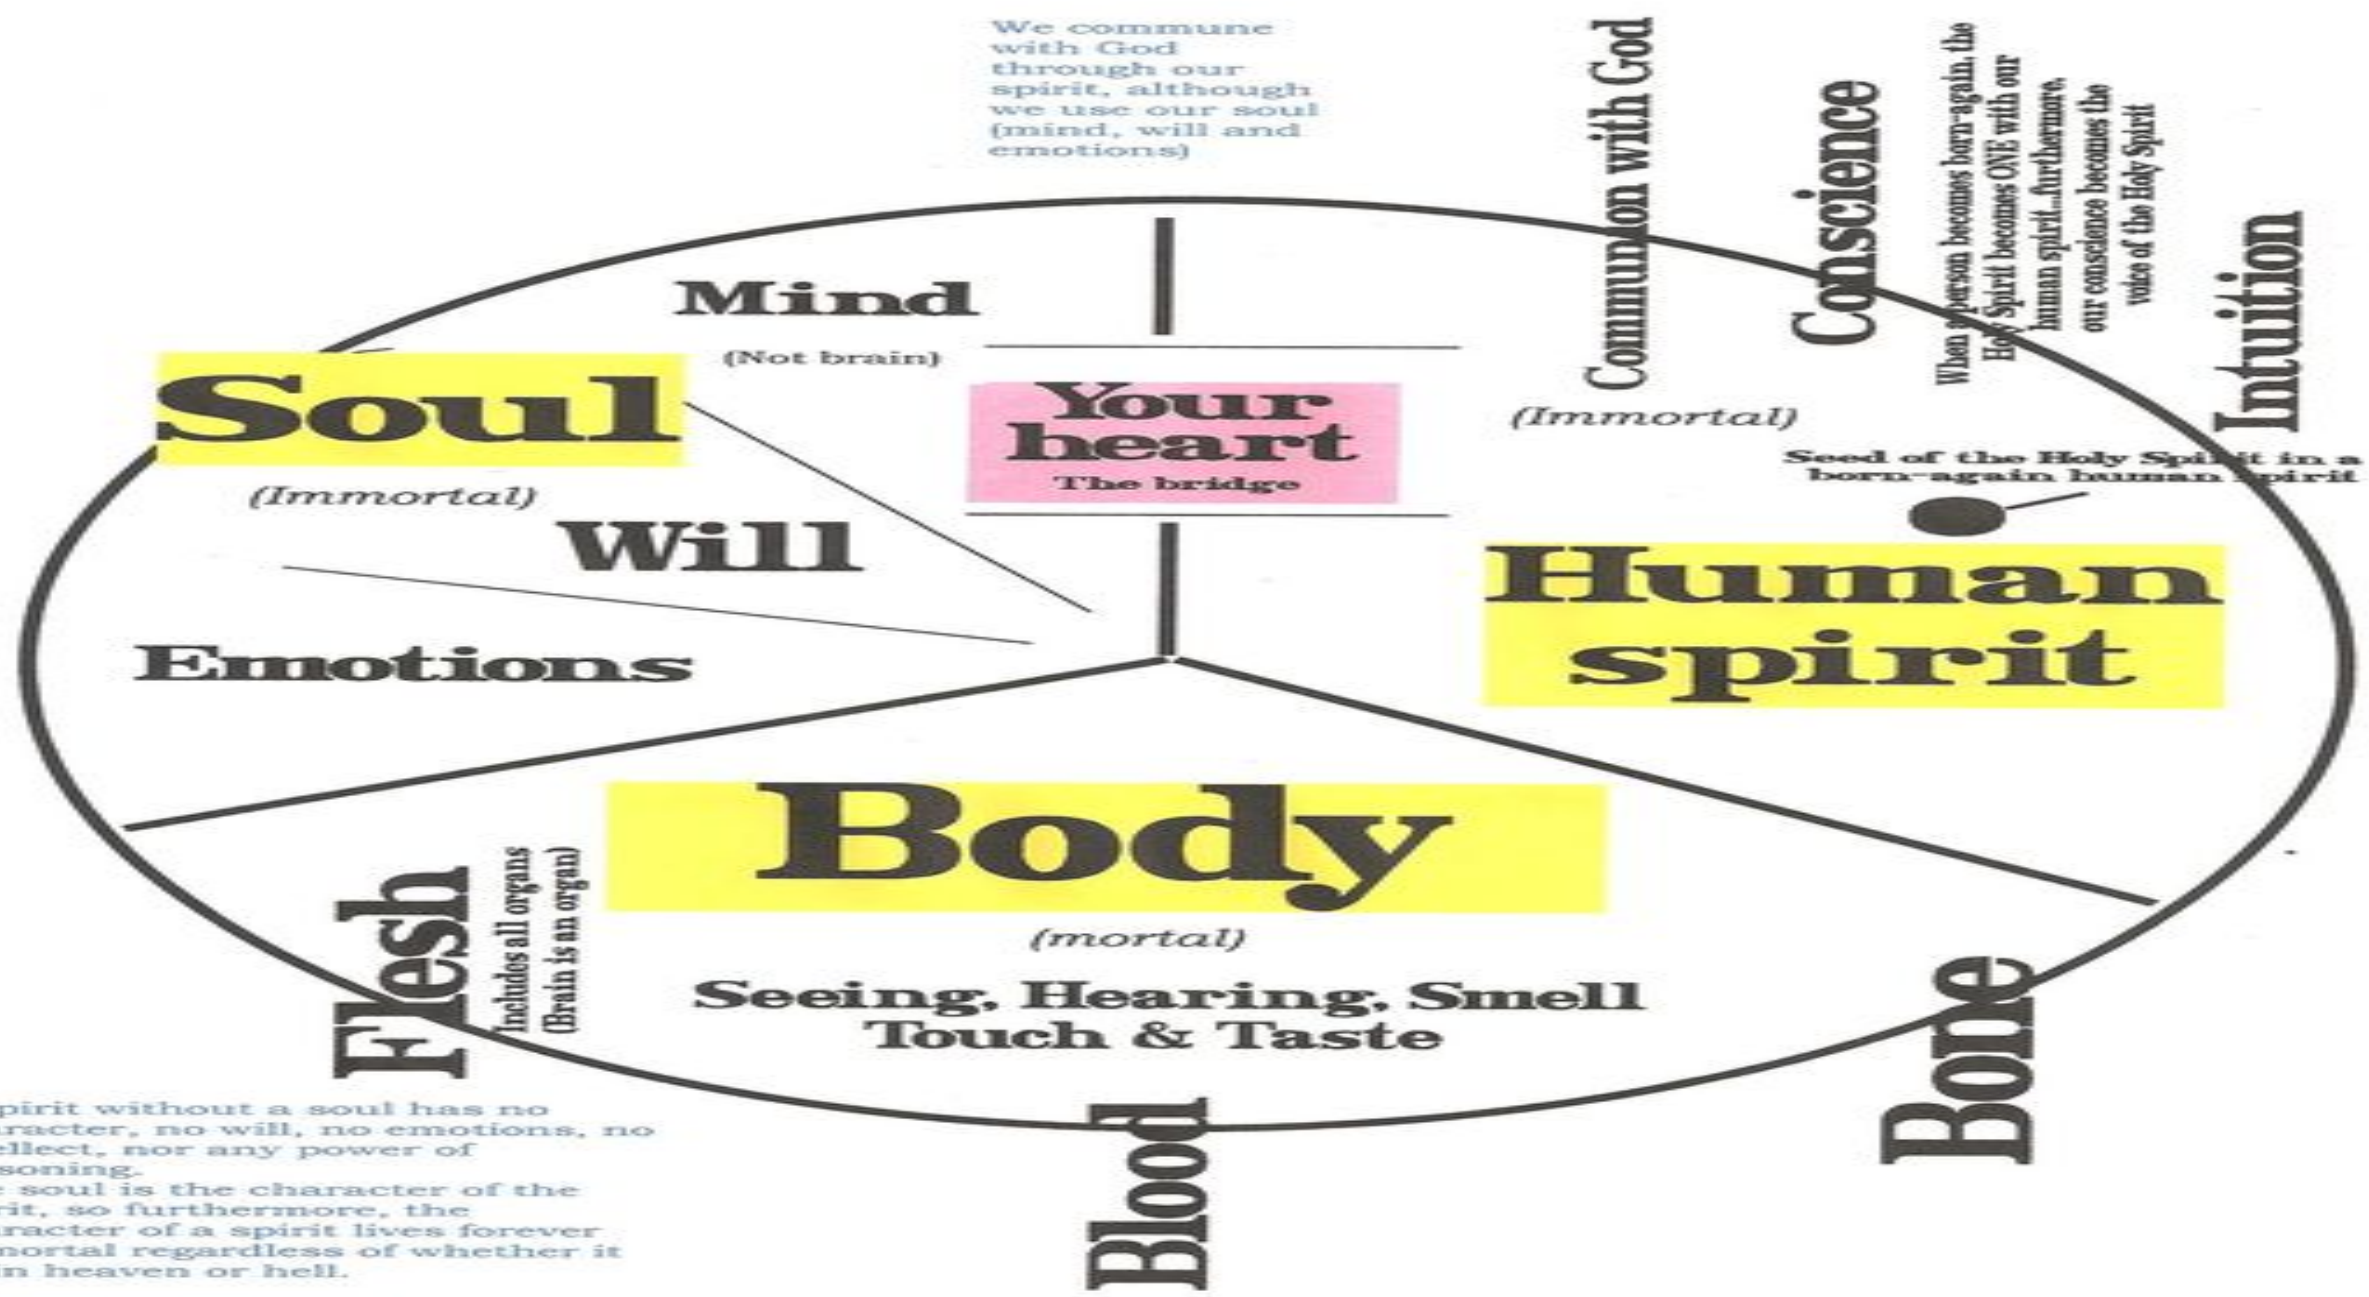 We commune
with God
through our
spirit, although
we use our soul
(mind, will and
emotions)
Communion with God
Conscience
When a person becomes born-again, the
Holy Spirit becomes ONE with our
human spirit...furthermore,
our conscience becomes the
voice of the Holy Spirit
Intuition
Mind
(Not brain)
Soul
(Immortal)
Will
Emotions
Your
heart
The bridge
(Immortal)
Seed of the Holy Spirit in a
born-again human spirit
Human
spirit
Body
(mortal)
Seeing, Hearing, Smell
Touch & Taste
Flesh
Includes all organs
(Brain is an organ)
Blood
Bone
pirit without a soul has no
racter, no will, no emotions, no
ellect, nor any power of
soning.
soul is the character of the
rit, so furthermore, the
racter of a spirit lives forever
mortal regardless of whether it
n heaven or hell.